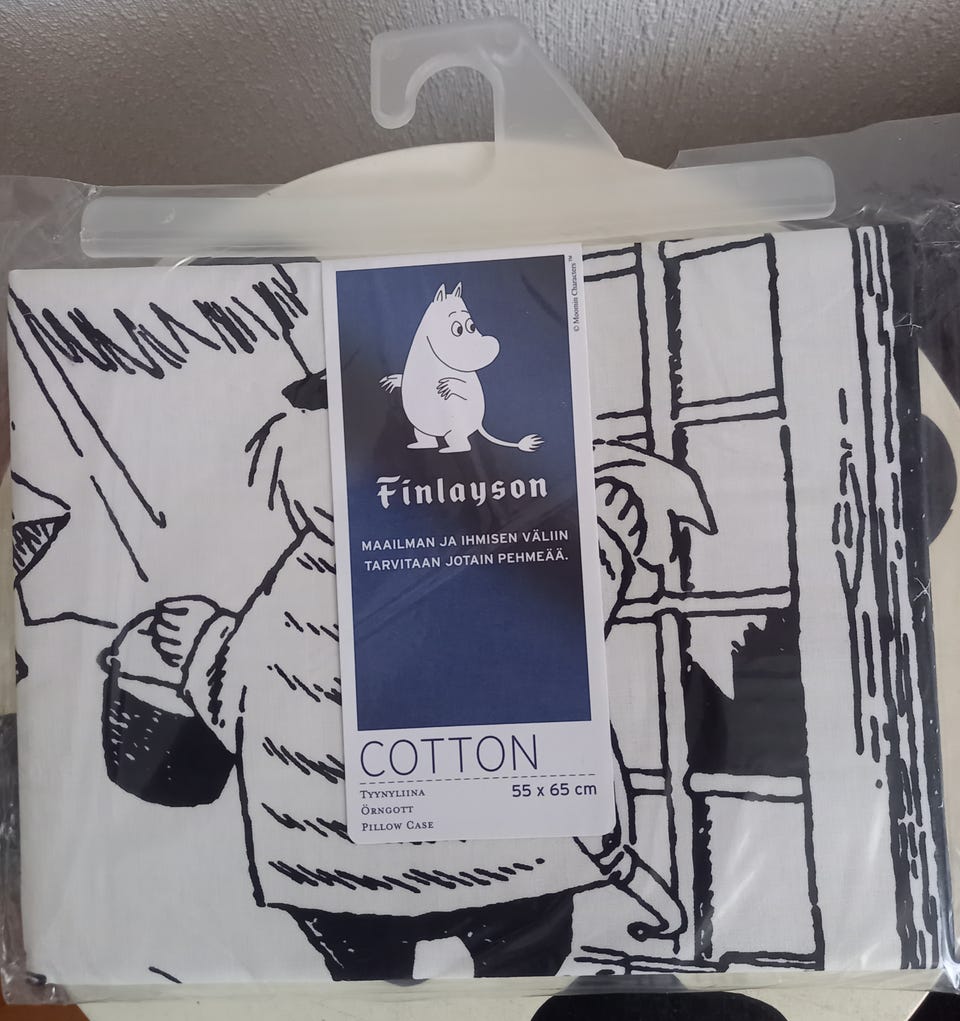 © Moomin Characters™
Finlayson
MAAILMAN JA IHMISEN VÄLIIN
TARVITAAN JOTAIN PEHMEÄÄ.
COTTON
TYYNYLIINA
ÖRNGOTT
PILLOW CASE
55 x 65 cm